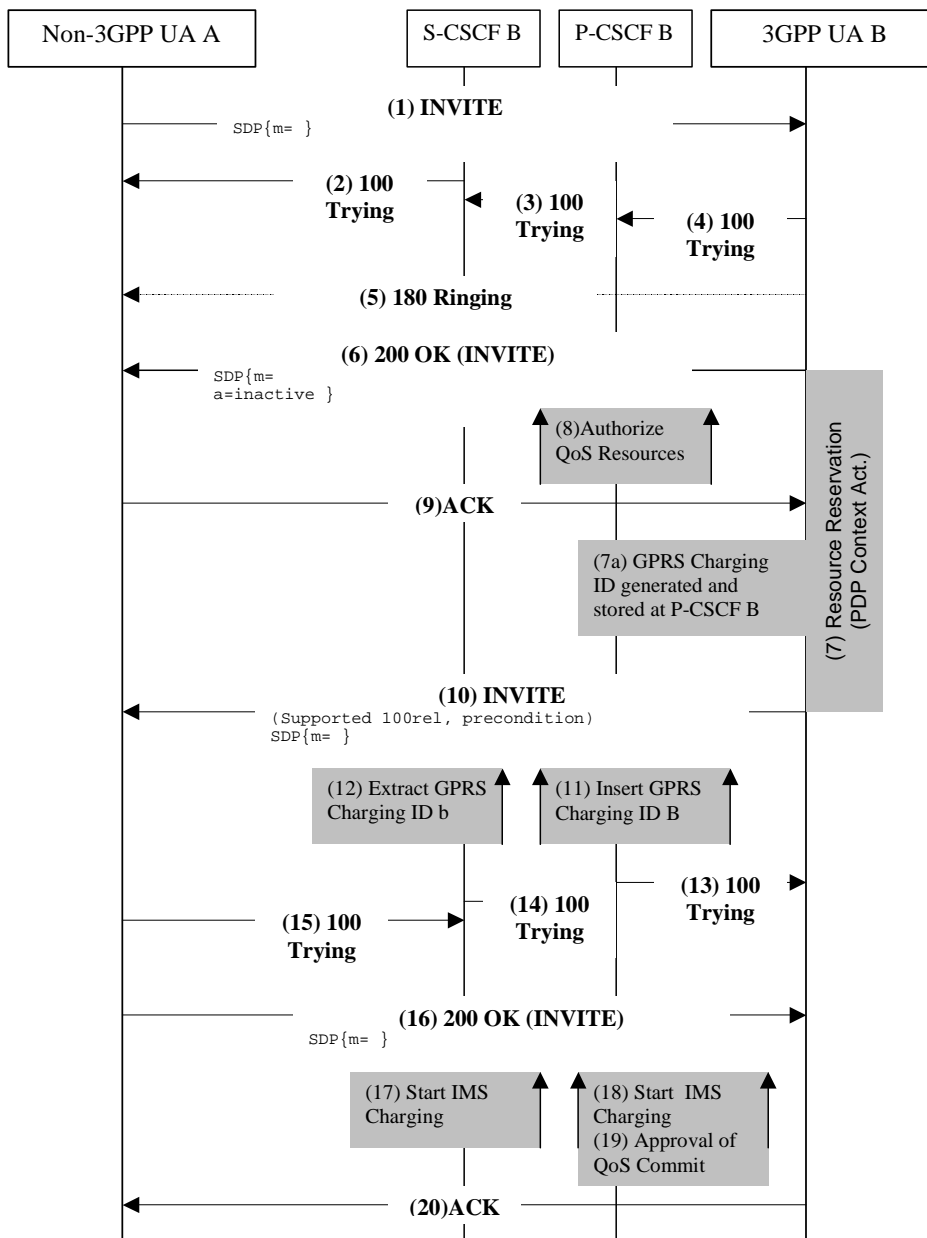 Non-3GPP UA A
S-CSCF B
P-CSCF B
3GPP UA B
(1) INVITE
SDP{m= }
(2) 100
Trying
(3) 100
Trying
(4) 100
Trying
(5) 180 Ringing
(6) 200 OK (INVITE)
SDP{m=
a=inactive }
(8)Authorize
QoS Resources
(9)ACK
(7a) GPRS Charging
ID generated and
stored at P-CSCF B
(7) Resource Reservation
(PDP Context Act.)
(10) INVITE
(Supported 100rel, precondition)
SDP{m= }
(12) Extract GPRS
Charging ID b
(11) Insert GPRS
Charging ID B
(13) 100
Trying
(14) 100
Trying
(15) 100
Trying
(16) 200 OK (INVITE)
SDP{m= }
(17) Start IMS
Charging
(18) Start  IMS
Charging
(19) Approval of
QoS Commit
(20)ACK